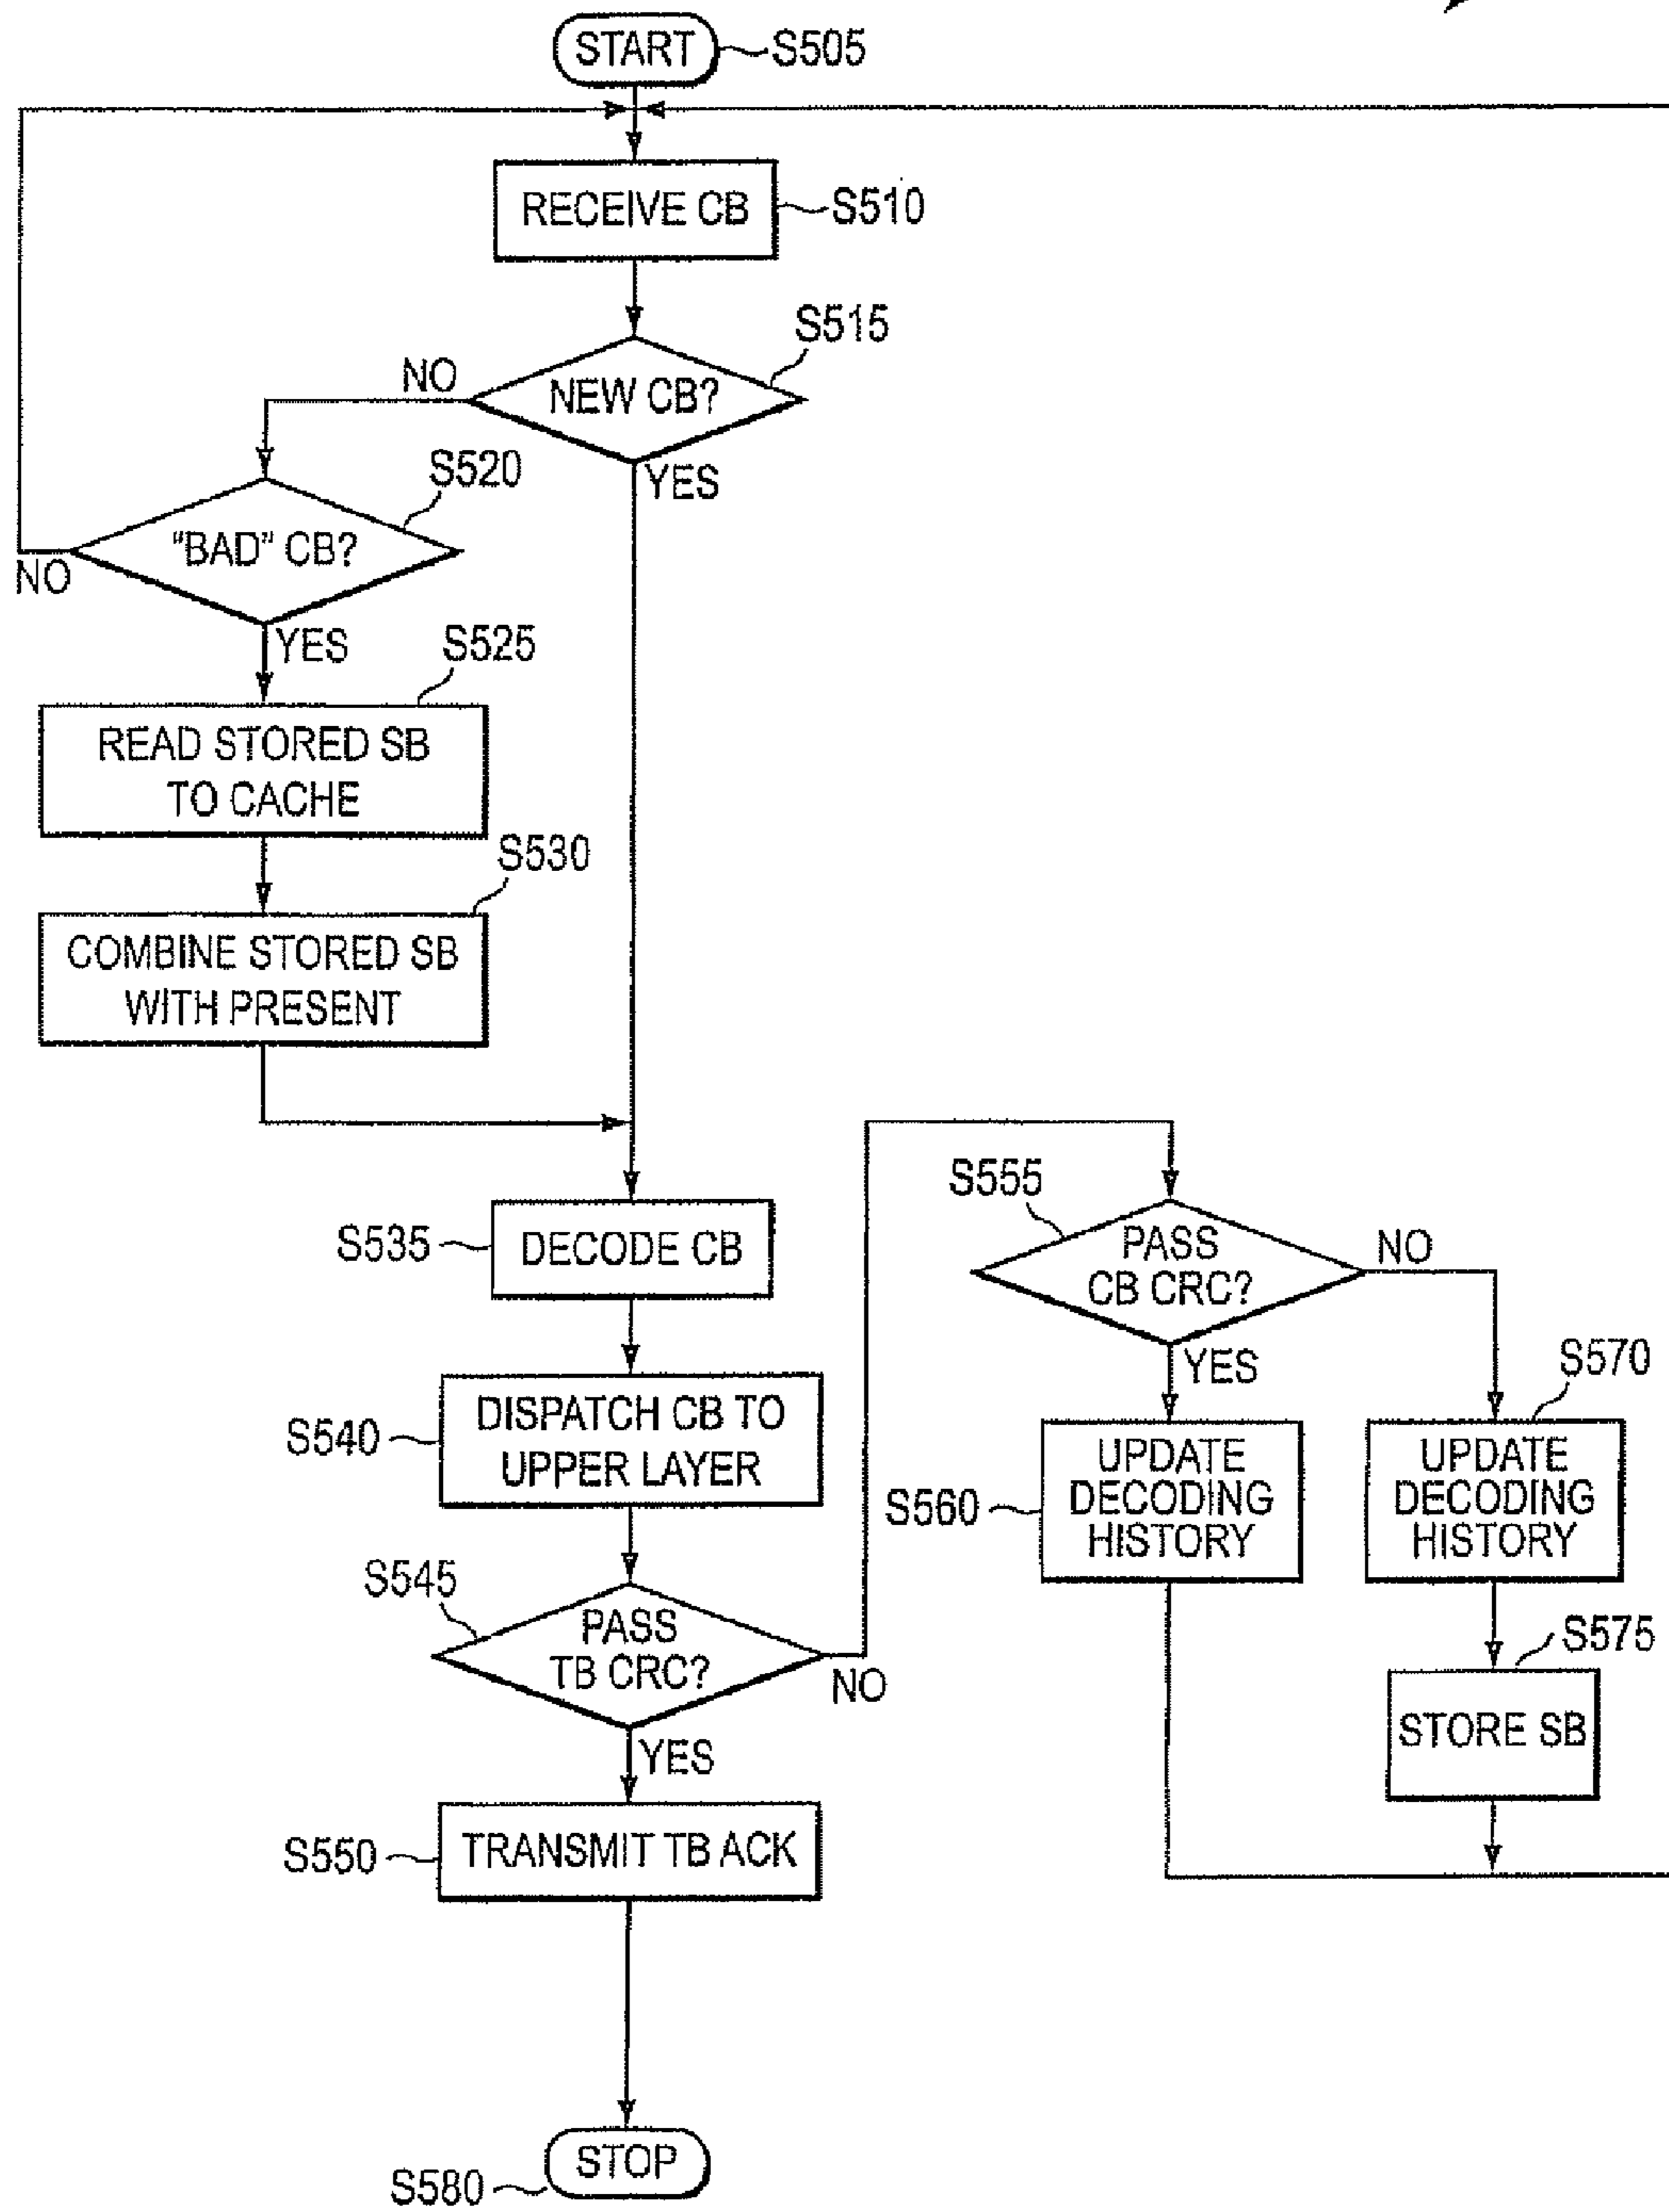 START
S505
RECEIVE CB
S510
S515
NEW CB?
NO
YES
S520
"BAD" CB?
NO
YES
S525
READ STORED SB
TO CACHE
S530
COMBINE STORED SB
WITH PRESENT
S535
DECODE CB
S540
DISPATCH CB TO
UPPER LAYER
S545
PASS
TB CRC?
NO
YES
S550
TRANSMIT TB ACK
S555
PASS
CB CRC?
NO
YES
S560
UPDATE
DECODING
HISTORY
S570
UPDATE
DECODING
HISTORY
S575
STORE SB
STOP
S580